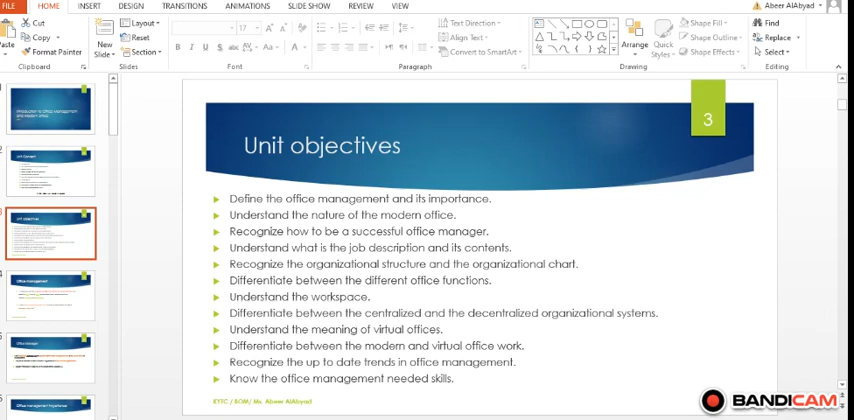 FILE HOME INSERT DESIGN TRANSITIONS ANIMATIONS SLIDE SHOW REVIEW VIEW Abeer AlAbyad
Cut Layout Text Direction Shape Fill Find
Copy Reset Align Text Shape Outline Replace
Format Painter Section Convert to SmartArt Shape Effects Select
Paste New Slide 17 Arrange Quick Styles
Clipboard Slides Font Paragraph Drawing Editing
3
Unit objectives
Define the office management and its importance.
Understand the nature of the modern office.
Recognize how to be a successful office manager.
Understand what is the job description and its contents.
Recognize the organizational structure and the organizational chart.
Differentiate between the different office functions.
Understand the workspace.
Differentiate between the centralized and the decentralized organizational systems.
Understand the meaning of virtual offices.
Differentiate between the modern and virtual office work.
Recognize the up to date trends in office management.
Know the office management needed skills.
KYTC / BOM/ Ms. Abeer AlAbyad
BANDICAM